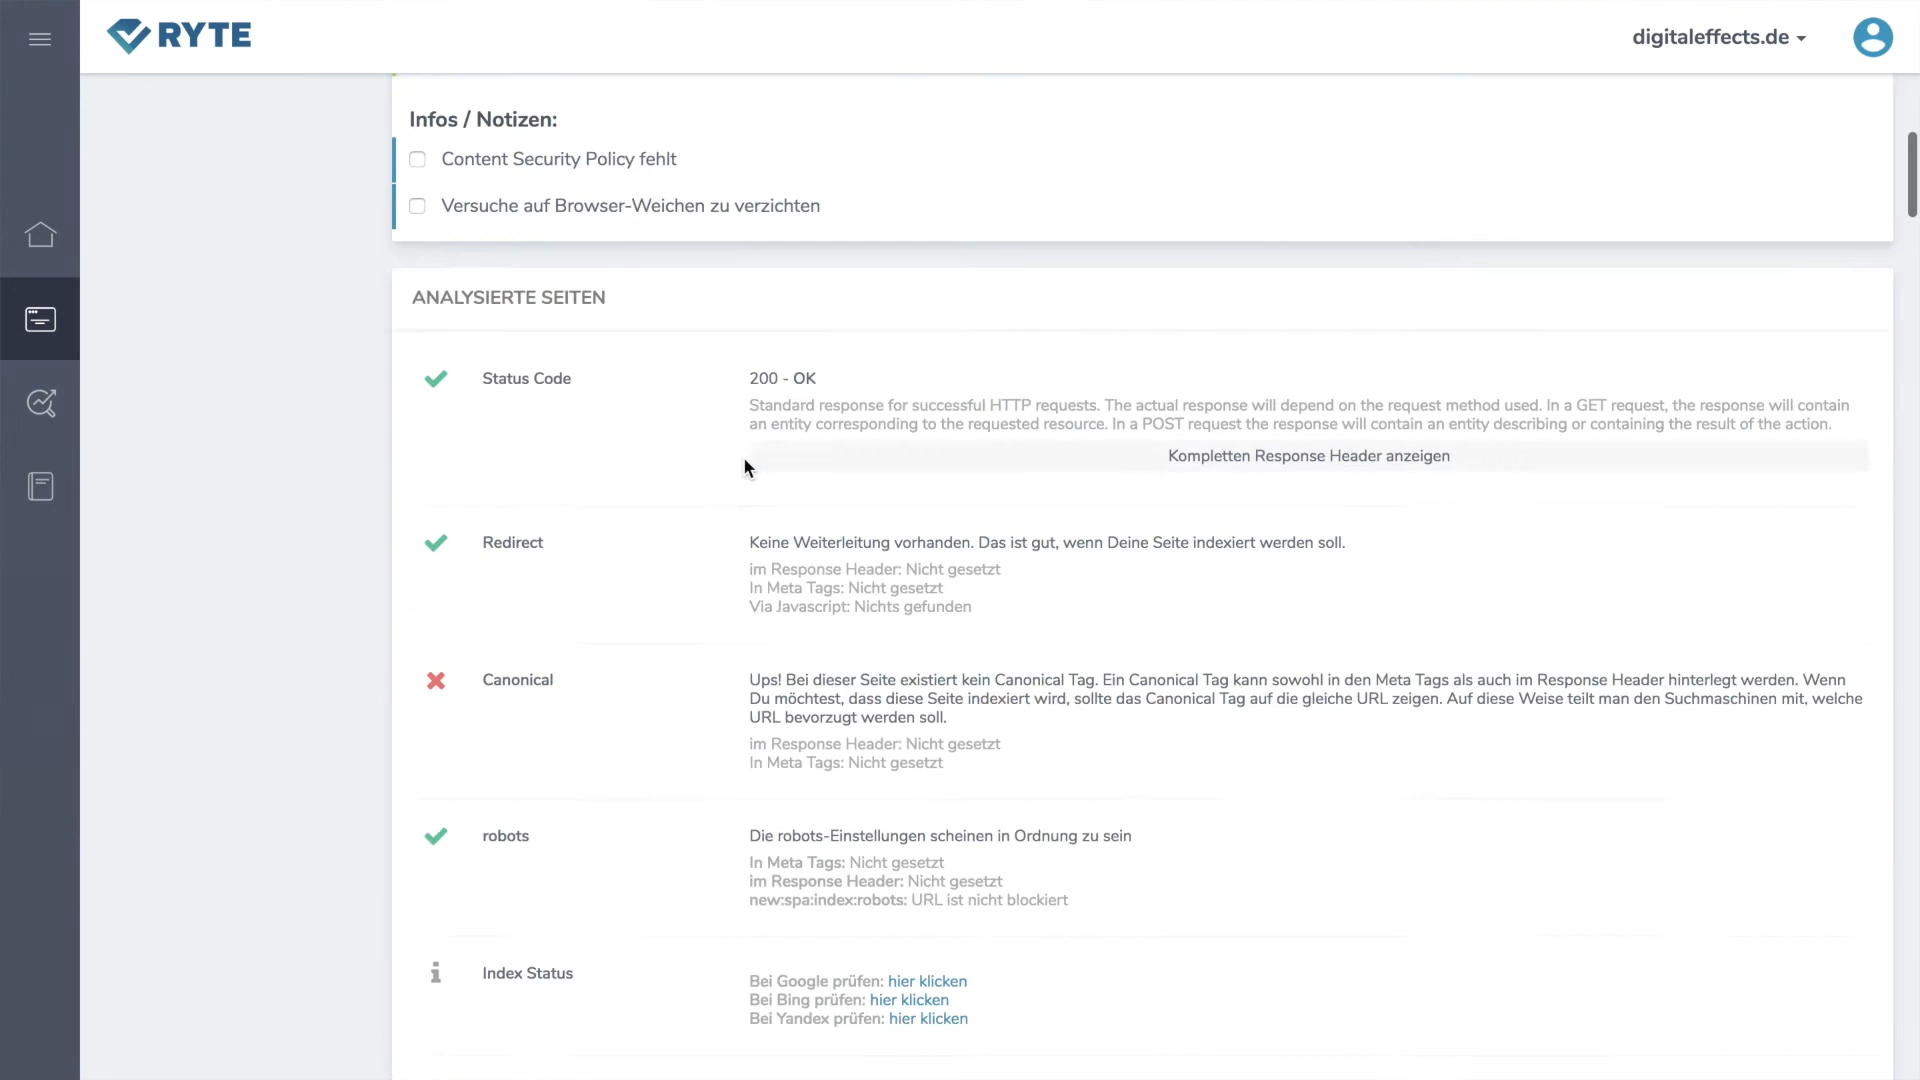 RYTE
digitaleffects.de
Infos / Notizen:
Content Security Policy fehlt
Versuche auf Browser-Weichen zu verzichten
ANALYSIERTE SEITEN
Status Code
200 - OK
Standard response for successful HTTP requests. The actual response will depend on the request method used. In a GET request, the response will contain
an entity corresponding to the requested resource. In a POST request the response will contain an entity describing or containing the result of the action.
Kompletten Response Header anzeigen
Redirect
Keine Weiterleitung vorhanden. Das ist gut, wenn Deine Seite indexiert werden soll.
im Response Header: Nicht gesetzt
In Meta Tags: Nicht gesetzt
Via Javascript: Nichts gefunden
Canonical
Ups! Bei dieser Seite existiert kein Canonical Tag. Ein Canonical Tag kann sowohl in den Meta Tags als auch im Response Header hinterlegt werden. Wenn
Du möchtest, dass diese Seite indexiert wird, sollte das Canonical Tag auf die gleiche URL zeigen. Auf diese Weise teilt man den Suchmaschinen mit, welche
URL bevorzugt werden soll.
im Response Header: Nicht gesetzt
In Meta Tags: Nicht gesetzt
robots
Die robots-Einstellungen scheinen in Ordnung zu sein
In Meta Tags: Nicht gesetzt
im Response Header: Nicht gesetzt
new:spa:index:robots: URL ist nicht blockiert
Index Status
Bei Google prüfen: hier klicken
Bei Bing prüfen: hier klicken
Bei Yandex prüfen: hier klicken